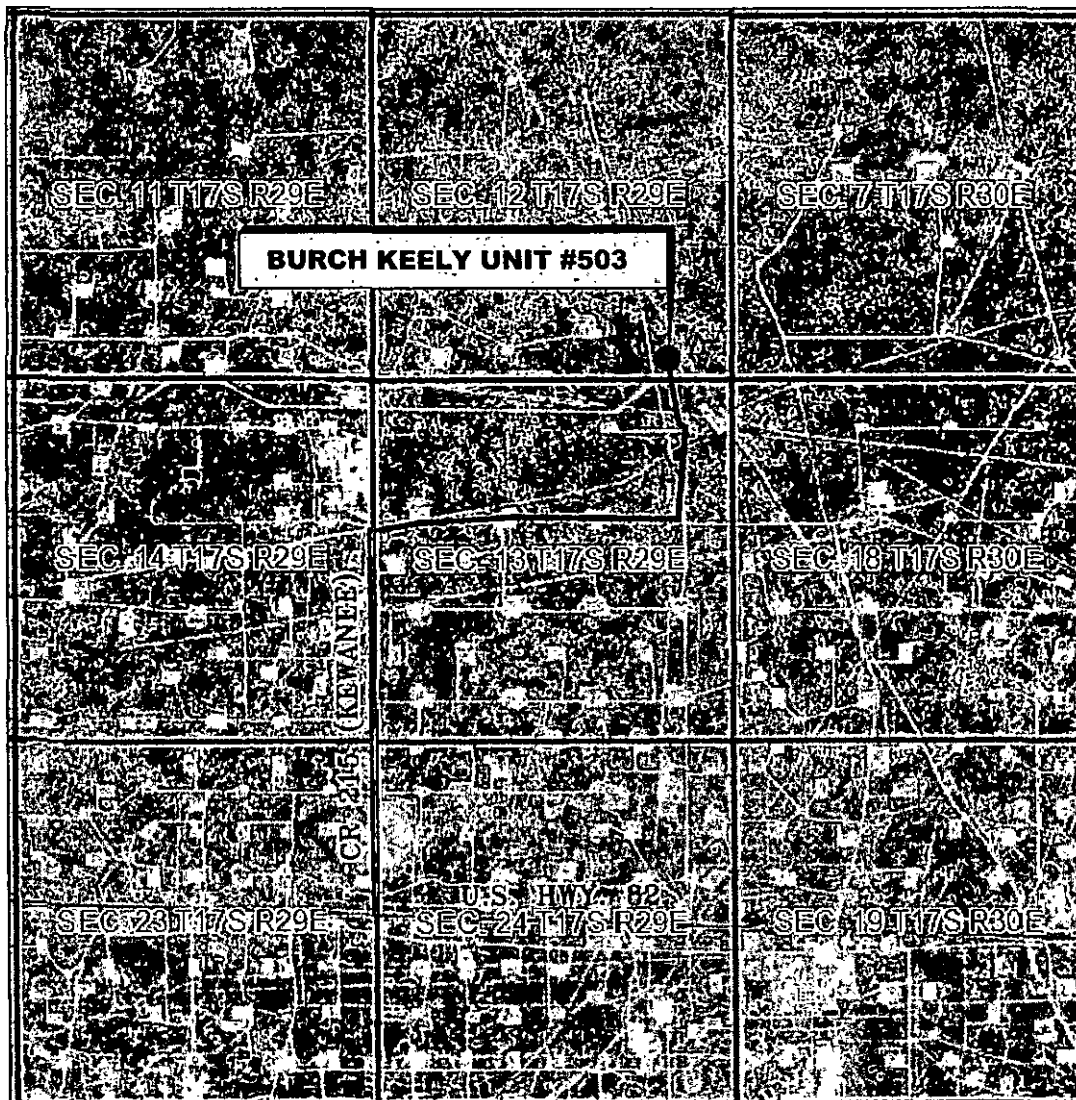 SEC. 11 T17S R29E
SEC. 12 T17S R29E
SEC. 7 T17S R30E
BURCH KEELY UNIT #503
SEC. 14 T17S R29E
SEC. 13 T17S R29E
SEC. 18 T17S R30E
CR 215 (KEWANEE)
U.S. HWY 82
SEC. 23 T17S R29E
SEC. 24 T17S R29E
SEC. 19 T17S R30E